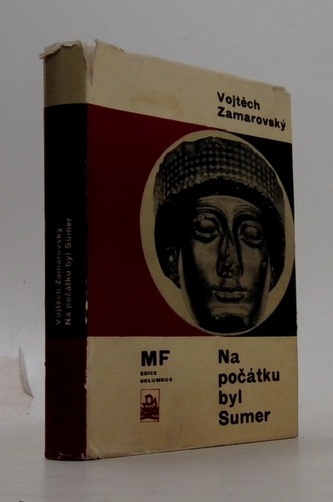 Vojtěch
Zamarovský
Vojtěch Zamarovský
Na počátku byl Sumer
MF
EDICE
KOLUMBUS
Na
počátku
byl
Sumer